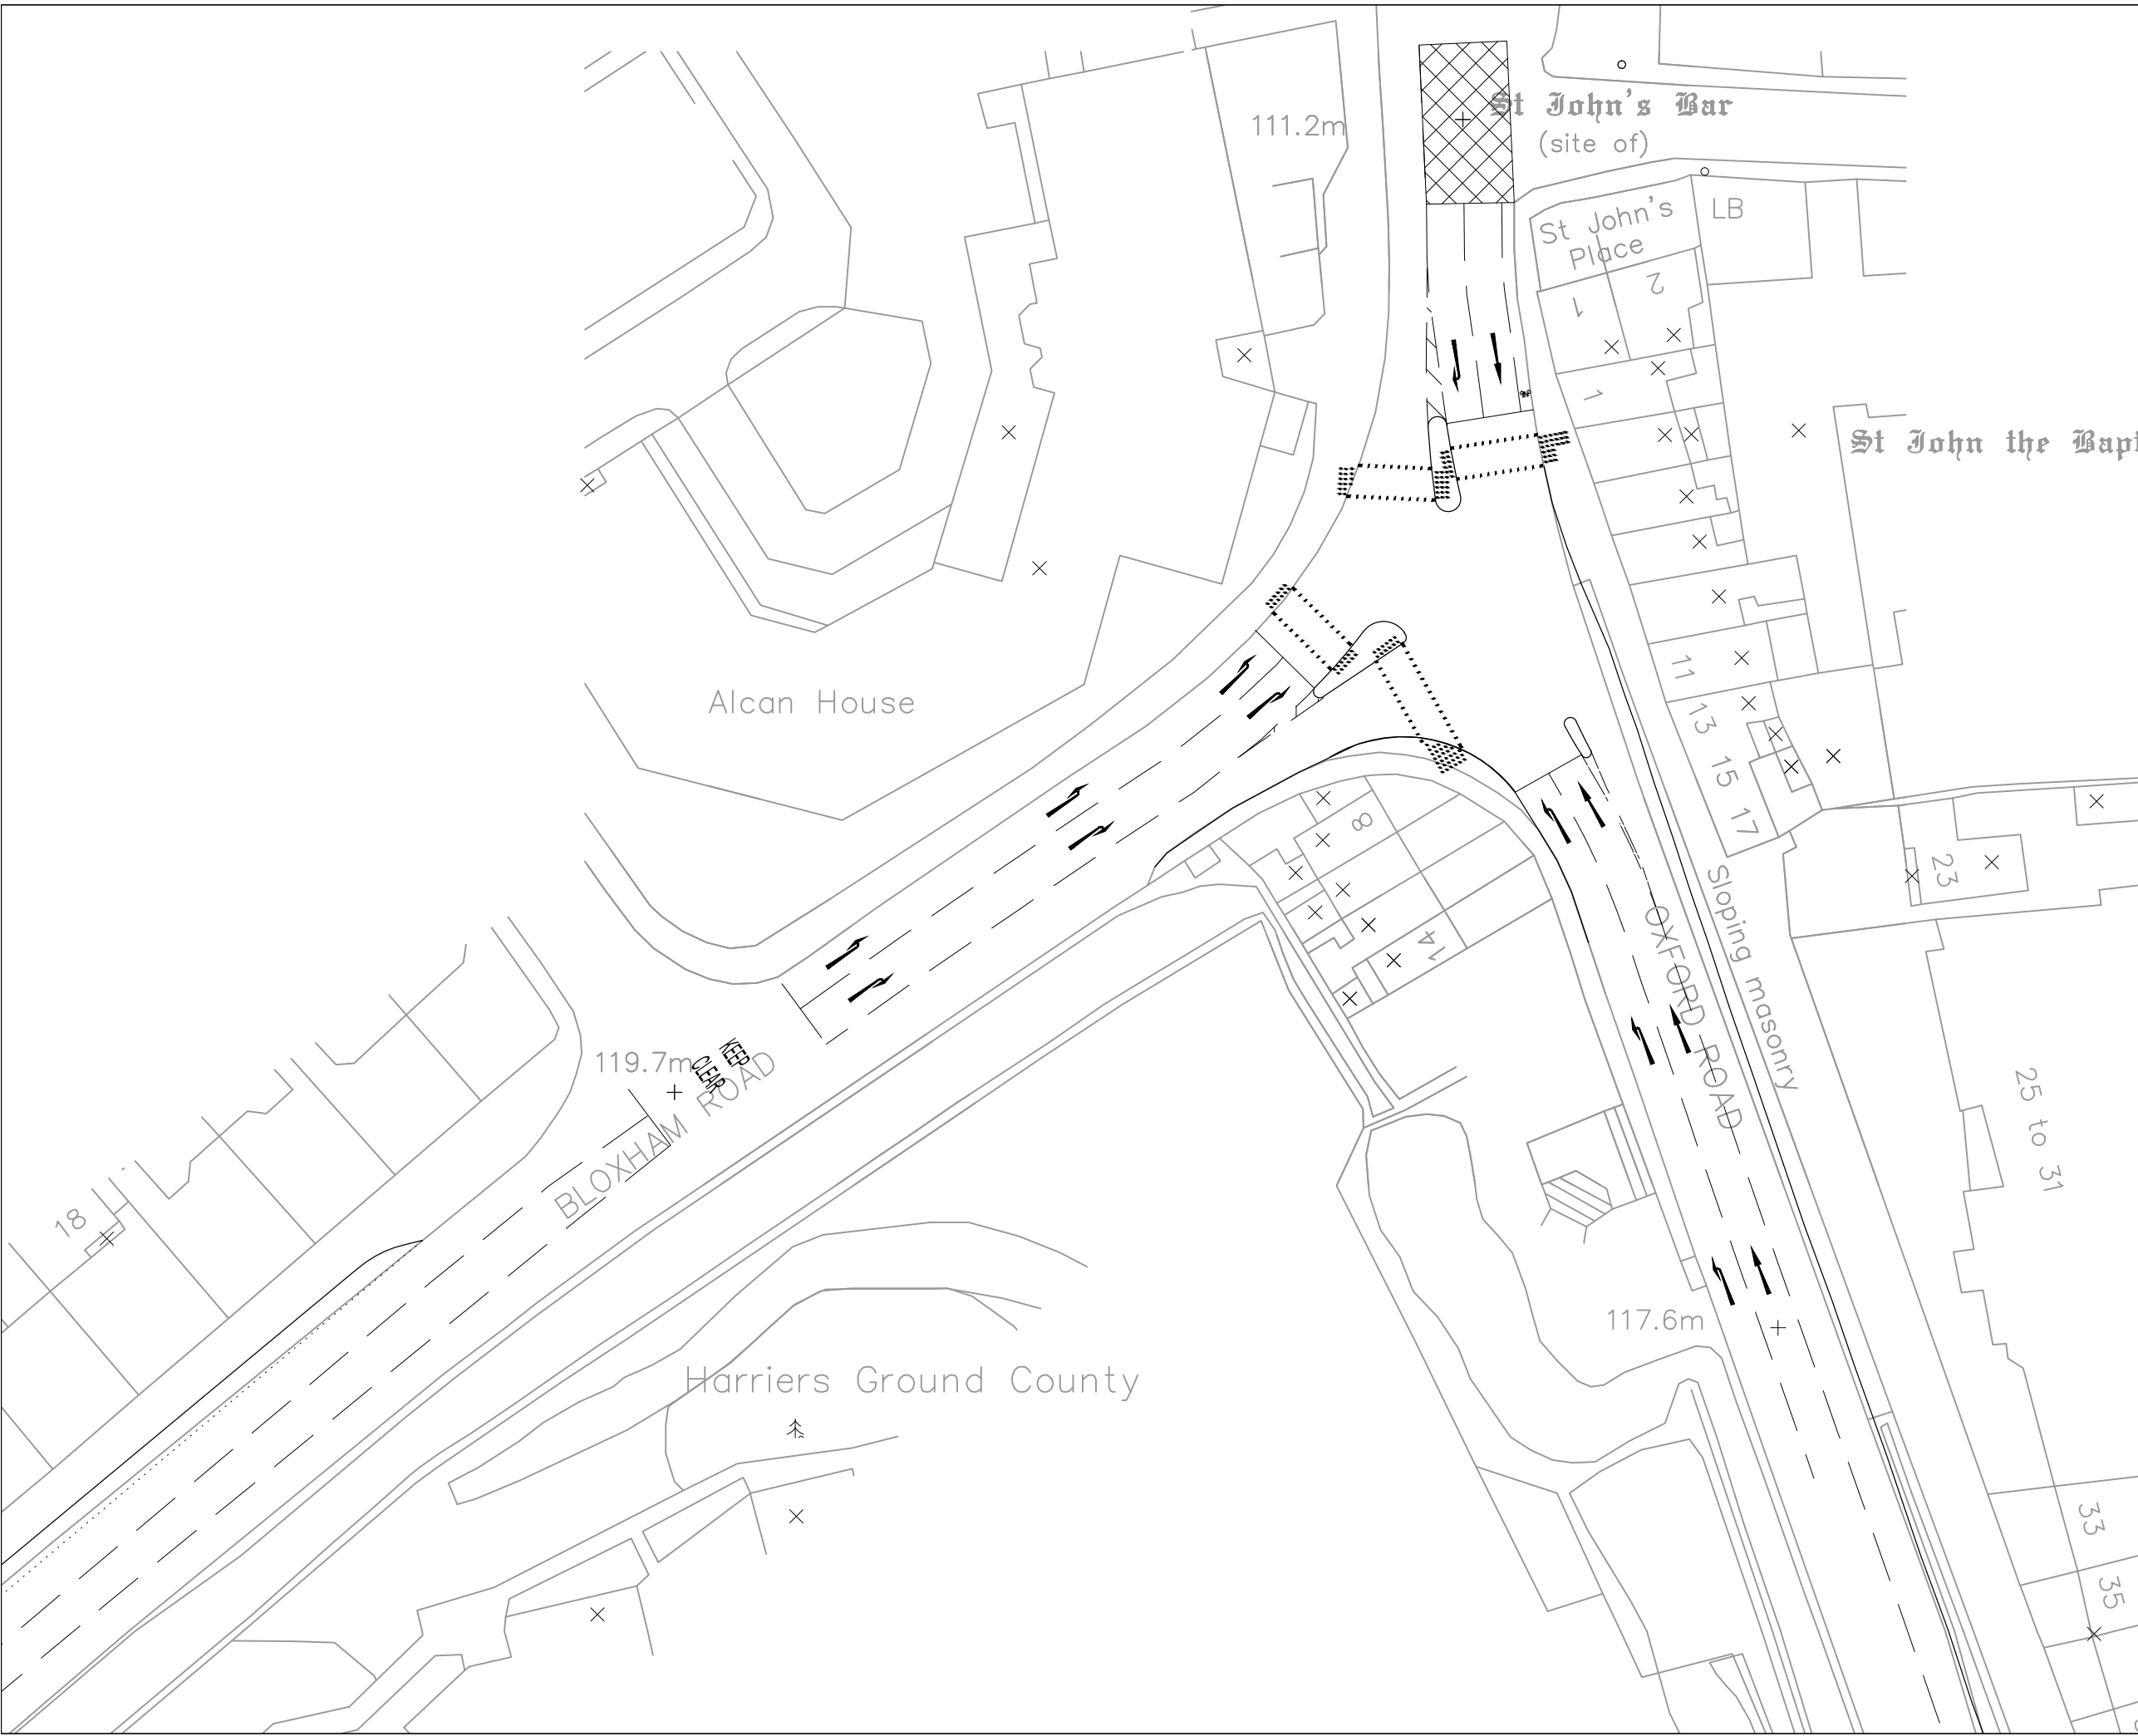 St John's Bar
(site of)
111.2m
St John's
Place
LB
1
2
1
St John the Bapt
11
13
15
17
Alcan House
8
14
23
Sloping masonry
OXFORD ROAD
KEEP
CLEAR
119.7m
BLOXHAM ROAD
18
25 to 31
117.6m
Harriers Ground County
33
35